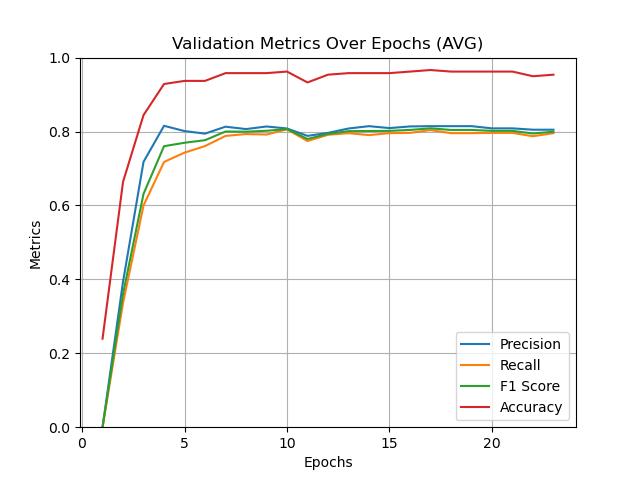 Validation Metrics Over Epochs (AVG)
1.0
0.8
0.6
0.4
0.2
0.0
Metrics
Precision
Recall
F1 Score
Accuracy
0 5 10 15 20
Epochs